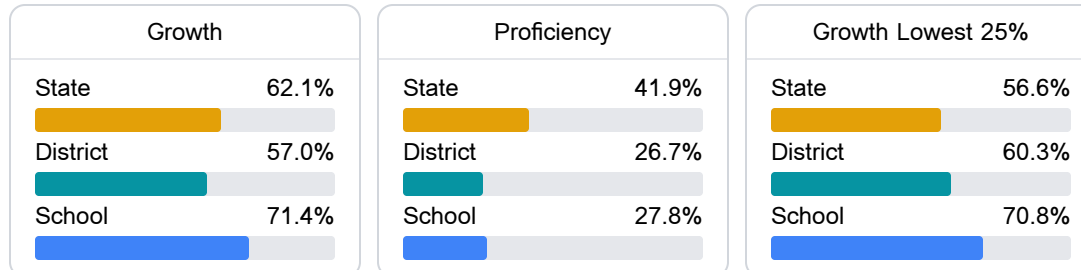 Growth
State 62.1%
District 57.0%
School 71.4%
Proficiency
State 41.9%
District 26.7%
School 27.8%
Growth Lowest 25%
State 56.6%
District 60.3%
School 70.8%